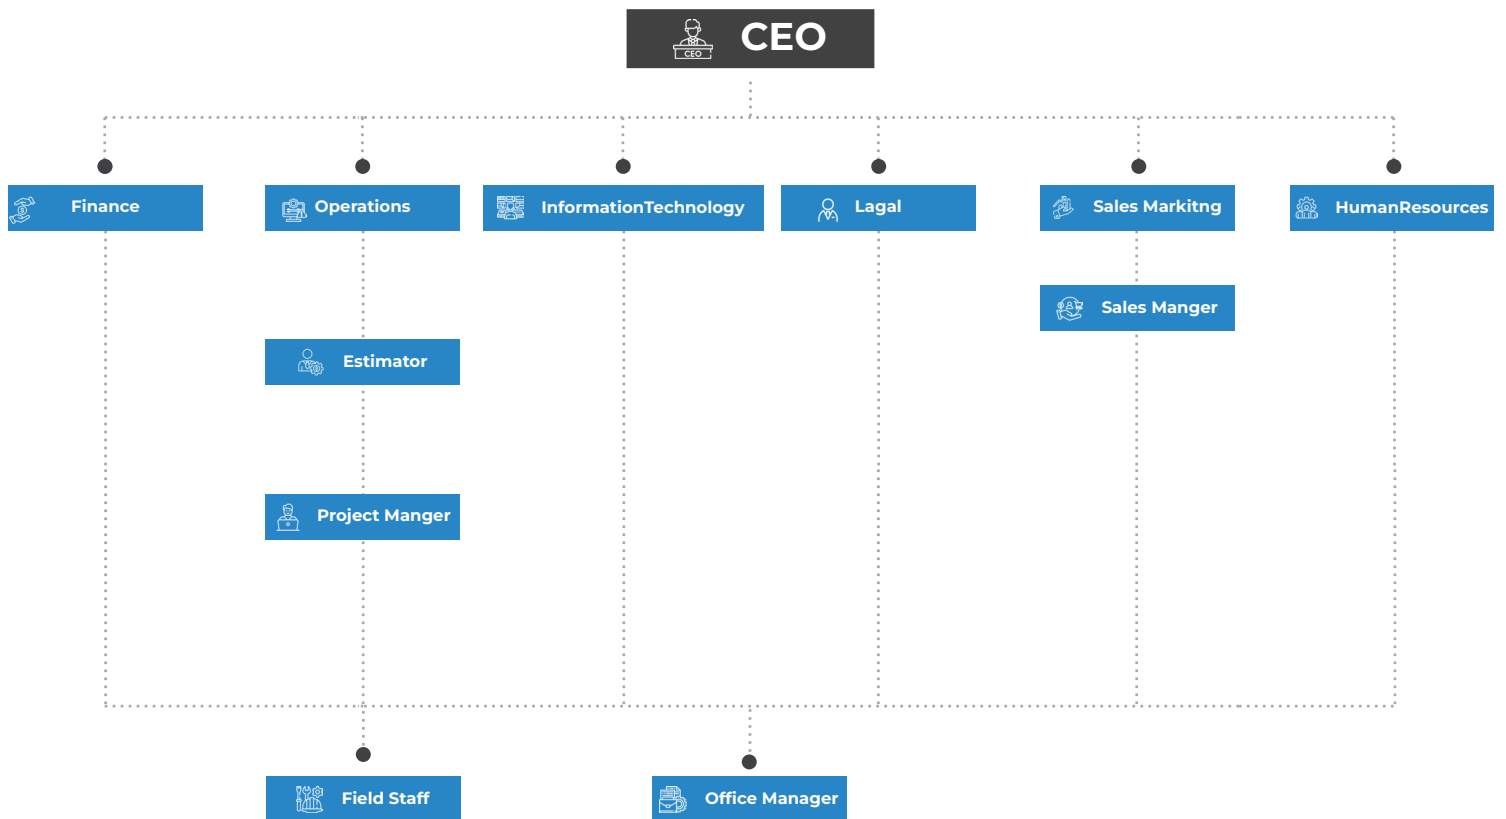 CEO
CEO
Finance
Operations
InformationTechnology
Lagal
Sales Markitng
HumanResources
Sales Manger
Estimator
Project Manger
Field Staff
Office Manager